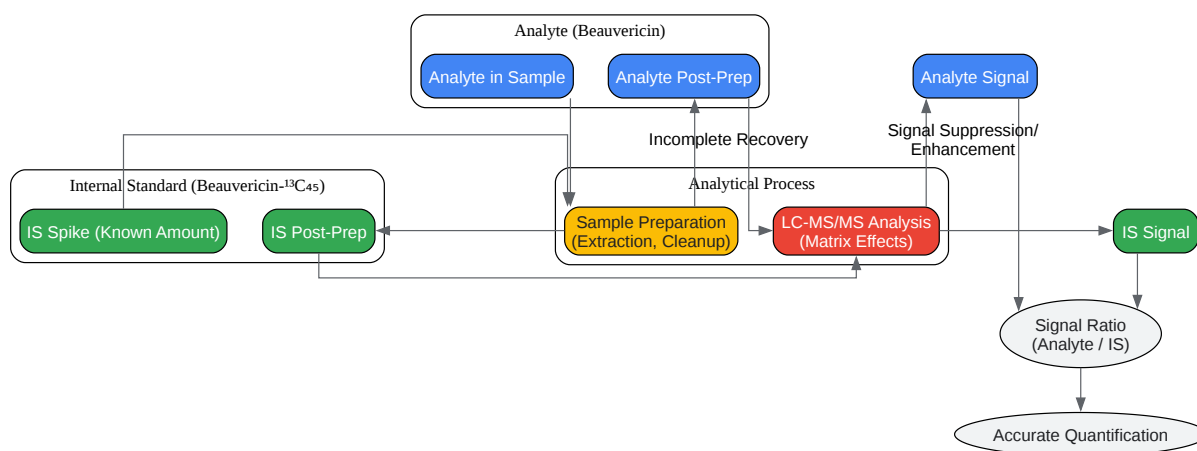 Analyte (Beauvericin)
Analyte in Sample
Analyte Post-Prep
Analyte Signal
Incomplete Recovery
Signal Suppression/
Enhancement
Internal Standard (Beauvericin-¹³C₄₅)
IS Spike (Known Amount)
IS Post-Prep
Analytical Process
Sample Preparation
(Extraction, Cleanup)
LC-MS/MS Analysis
(Matrix Effects)
IS Signal
Signal Ratio
(Analyte / IS)
Accurate Quantification